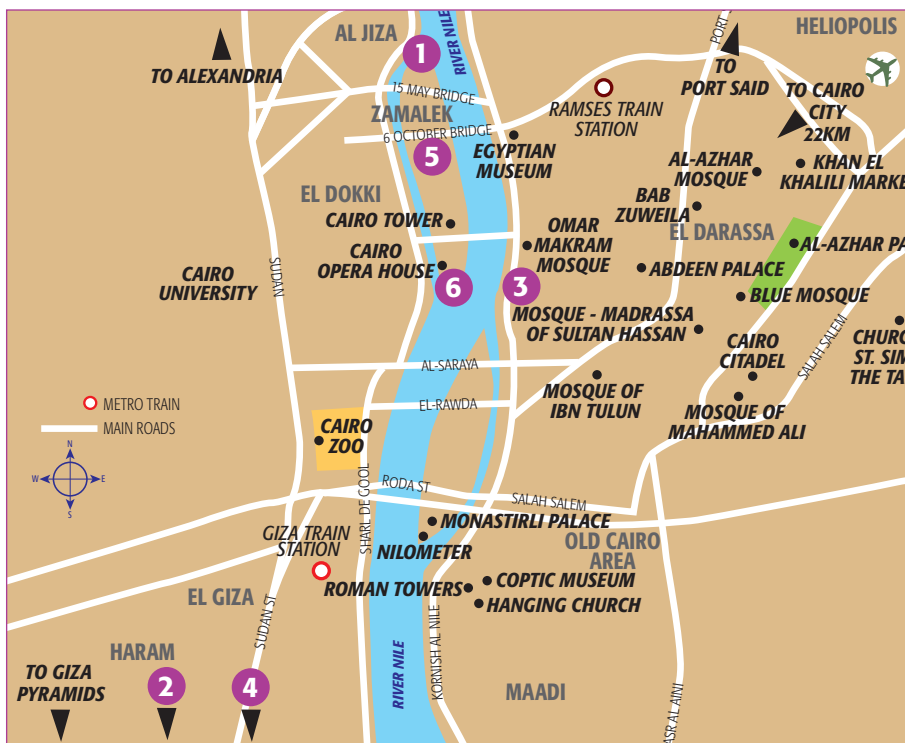 AL JIZA
RIVER NILE
PORT S
HELIOPOLIS
1
TO ALEXANDRIA
TO
PORT SAID
15 MAY BRIDGE
RAMSES TRAIN
STATION
TO CAIRO
CITY
22KM
ZAMALEK
6 OCTOBER BRIDGE
5
EGYPTIAN
MUSEUM
AL-AZHAR
MOSQUE
KHAN EL
KHALILI MARKE
EL DOKKI
BAB
ZUWEILA
CAIRO TOWER
OMAR
MAKRAM
MOSQUE
EL DARASSA
AL-AZHAR PA
CAIRO
OPERA HOUSE
CAIRO
UNIVERSITY
SUDAN
6
3
ABDEEN PALACE
BLUE MOSQUE
MOSQUE - MADRASSA
OF SULTAN HASSAN
CAIRO
CITADEL
SALAH SALEM
CHURC
ST. SIM
THE TA
AL-SARAYA
MOSQUE OF
IBN TULUN
EL-RAWDA
MOSQUE OF
MAHAMMED ALI
METRO TRAIN
MAIN ROADS
CAIRO
ZOO
N
W
E
S
SHARL DE GOOL
RODA ST
SALAH SALEM
GIZA TRAIN
STATION
MONASTIRLI PALACE
NILOMETER
OLD CAIRO
AREA
ROMAN TOWERS
COPTIC MUSEUM
HANGING CHURCH
EL GIZA
SUDAN ST
KORNISH AL NILE
RIVER NILE
HARAM
TO GIZA
PYRAMIDS
2
4
MAADI
ASR AL AINI